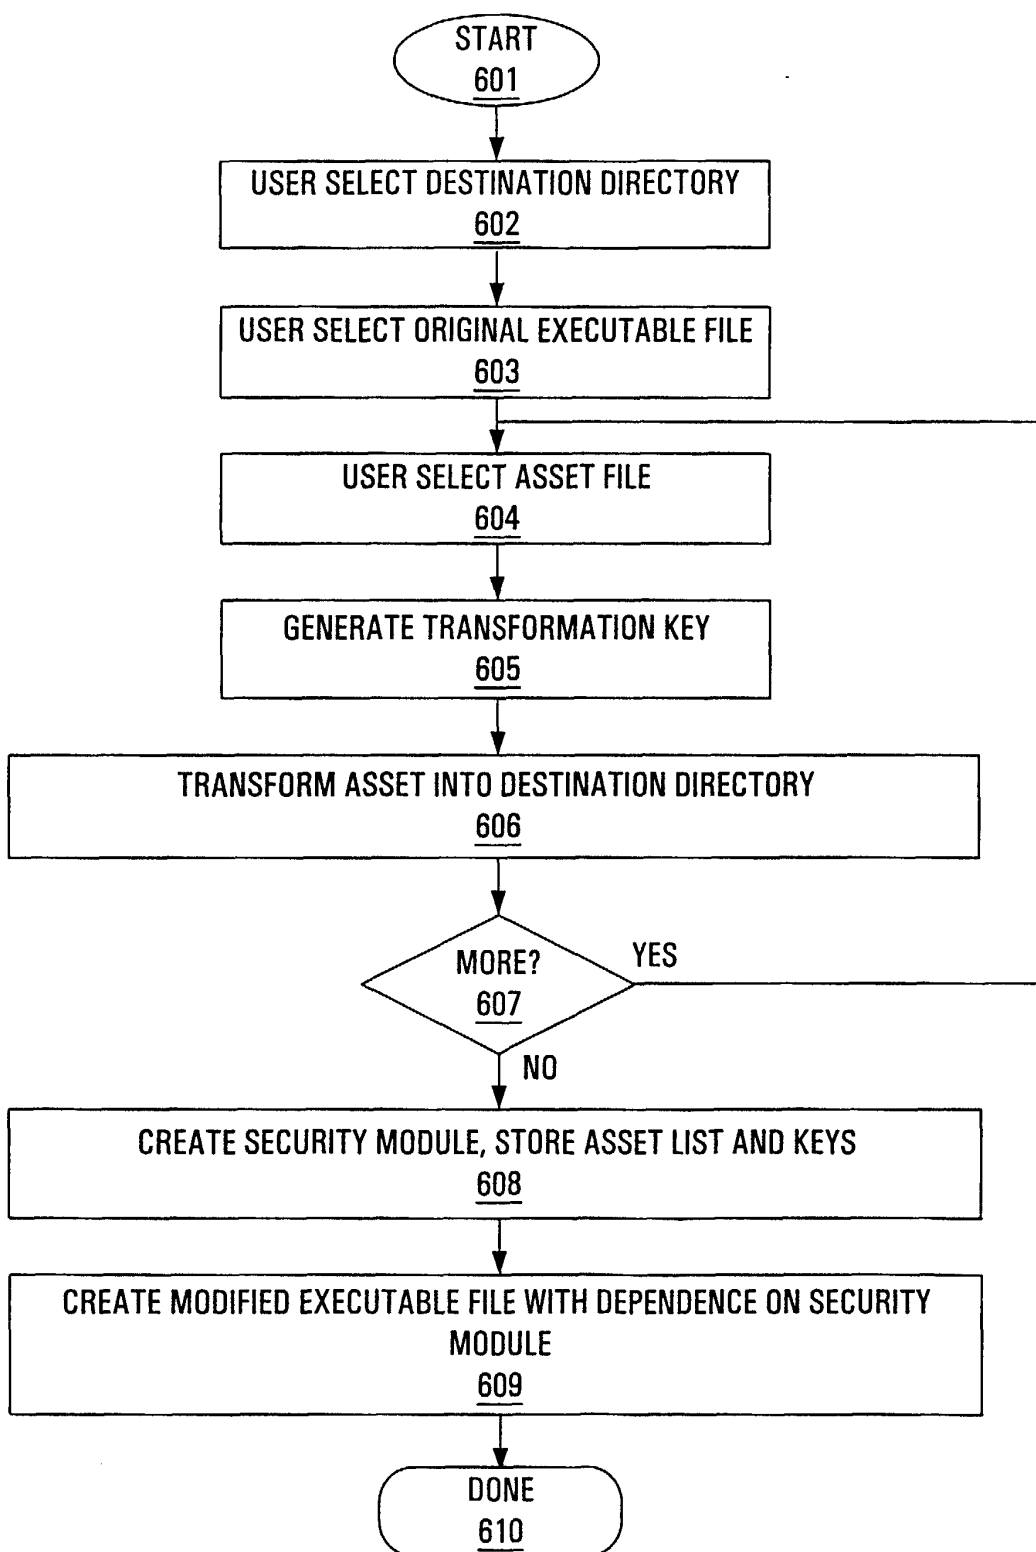 START
601
USER SELECT DESTINATION DIRECTORY
602
USER SELECT ORIGINAL EXECUTABLE FILE
603
USER SELECT ASSET FILE
604
GENERATE TRANSFORMATION KEY
605
TRANSFORM ASSET INTO DESTINATION DIRECTORY
606
MORE?
607
YES
NO
CREATE SECURITY MODULE, STORE ASSET LIST AND KEYS
608
CREATE MODIFIED EXECUTABLE FILE WITH DEPENDENCE ON SECURITY
MODULE
609
DONE
610